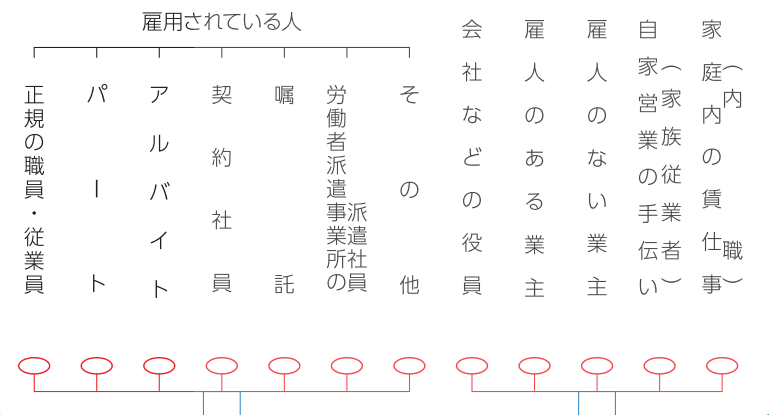 雇用されている人
正規の職員・従業員
パート
アルバイト
契約社員
嘱託
労働者派遣事業所の
派遣社員
その他
会社などの役員
雇人のある業主
雇人のない業主
自家営業の手伝い
（家族従業者）
家庭内の賃仕事
（内職）